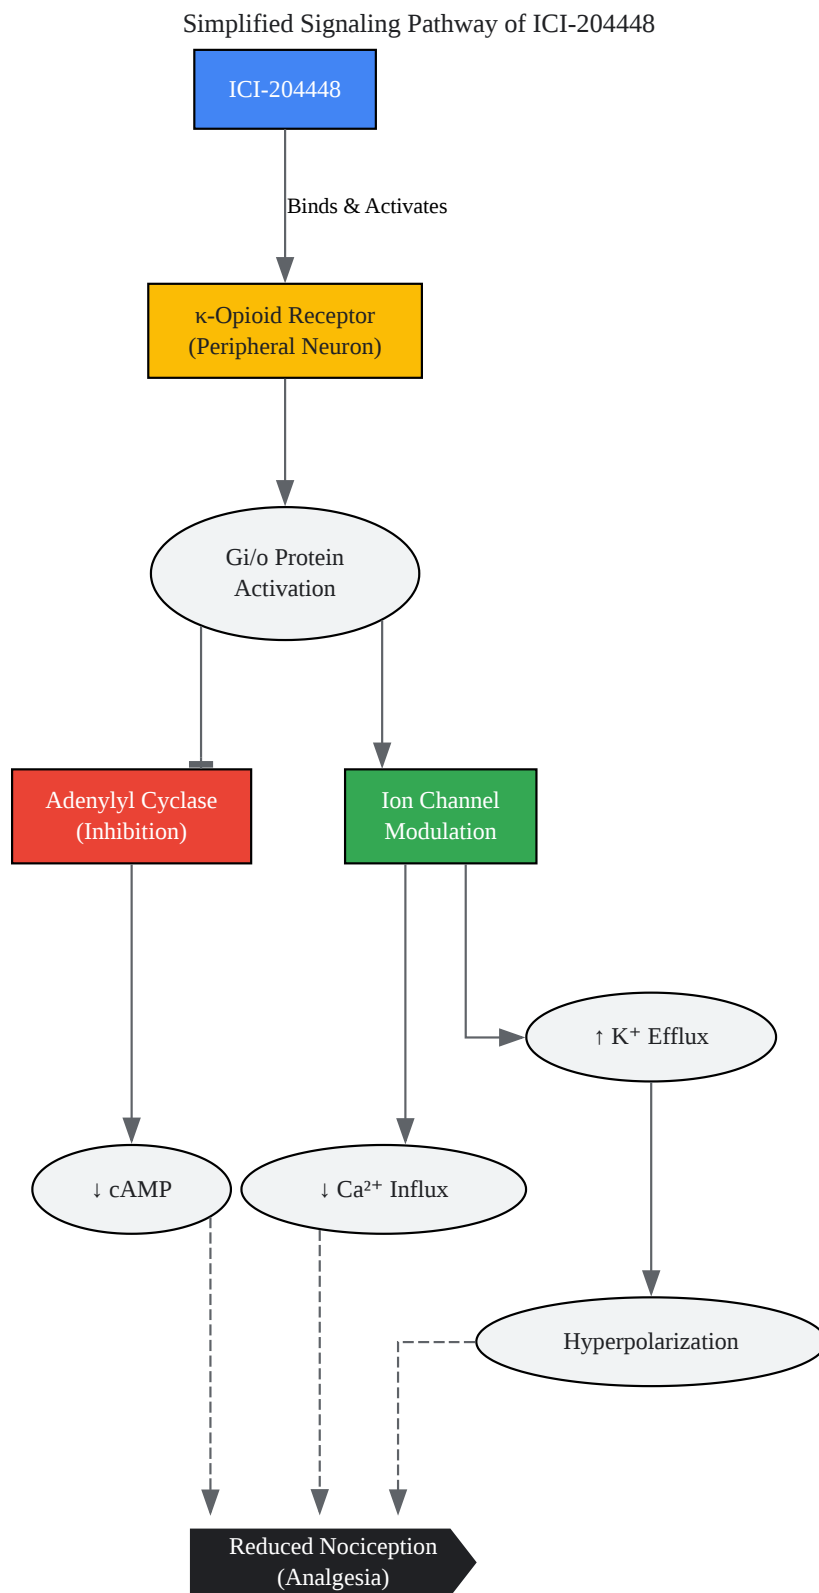 Simplified Signaling Pathway of ICI-204448
ICI-204448
Binds & Activates
κ-Opioid Receptor
(Peripheral Neuron)
Gi/o Protein
Activation
Adenylyl Cyclase
(Inhibition)
Ion Channel
Modulation
↑ K⁺ Efflux
↓ cAMP
↓ Ca²⁺ Influx
Hyperpolarization
Reduced Nociception
(Analgesia)